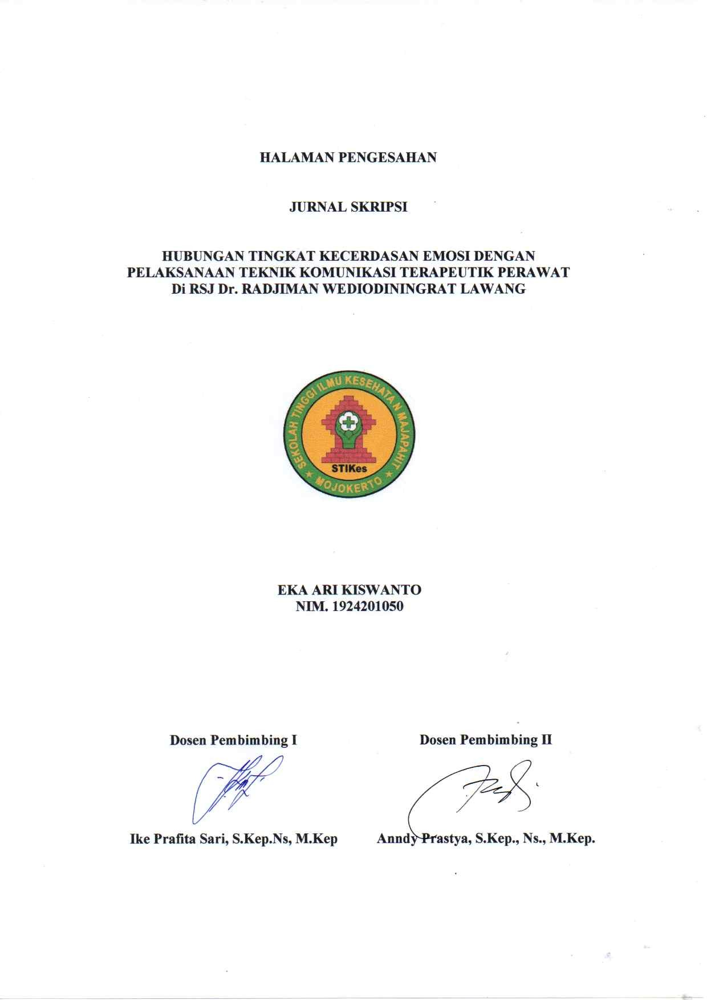 HALAMAN PENGESAHAN
JURNAL SKRIPSI
HUBUNGAN TINGKAT KECERDASAN EMOSI DENGAN
PELAKSANAAN TEKNIK KOMUNIKASI TERAPEUTIK PERAWAT
Di RSJ Dr. RADJIMAN WEDIODININGRAT LAWANG
SEKOLAH TINGGI ILMU KESEHATAN MAJAPAHIT
STIKes
MOJOKERTO
EKA ARI KISWANTO
NIM. 1924201050
Dosen Pembimbing I Dosen Pembimbing II
Ike Prafita Sari, S.Kep.Ns, M.Kep Anndy Prastya, S.Kep., Ns., M.Kep.